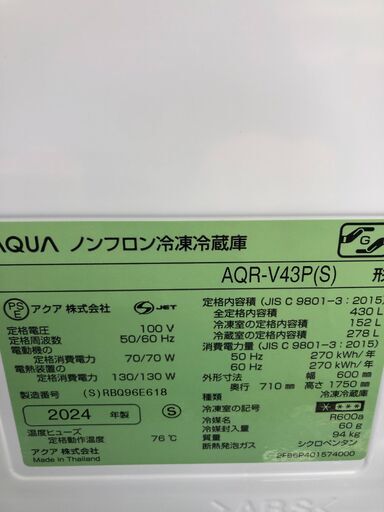 AQUA ノンフロン冷凍冷蔵庫
AQR-V43P(S) 形
PS E アクア 株式会社 S-JET
定格電圧 100 V
定格周波数 50/60 Hz
電動機の
定格消費電力 70/70 W
電熱装置の
定格消費電力 130/130 W
製造番号 (S)RBQ96E618
2024 年製 S
温度ヒューズ
定格動作温度 76℃
アクア 株式会社
Made in Thailand
定格内容積 (JIS C 9801-3:2015)
全定格内容積 430 L
冷凍室の定格内容積 152 L
冷蔵室の定格内容積 278 L
消費電力量 (JIS C 9801-3:2015)
50 Hz 270 kWh/年
60 Hz 270 kWh/年
外形寸法 幅 600 mm
奥行 710 mm 高さ 1750 mm
種類 冷凍冷蔵庫
冷凍室の記号 ****
冷媒名 R600a
冷媒封入量 60 g
質量 94 kg
断熱発泡ガス シクロペンタン
2FB6P401574000
>ABS<